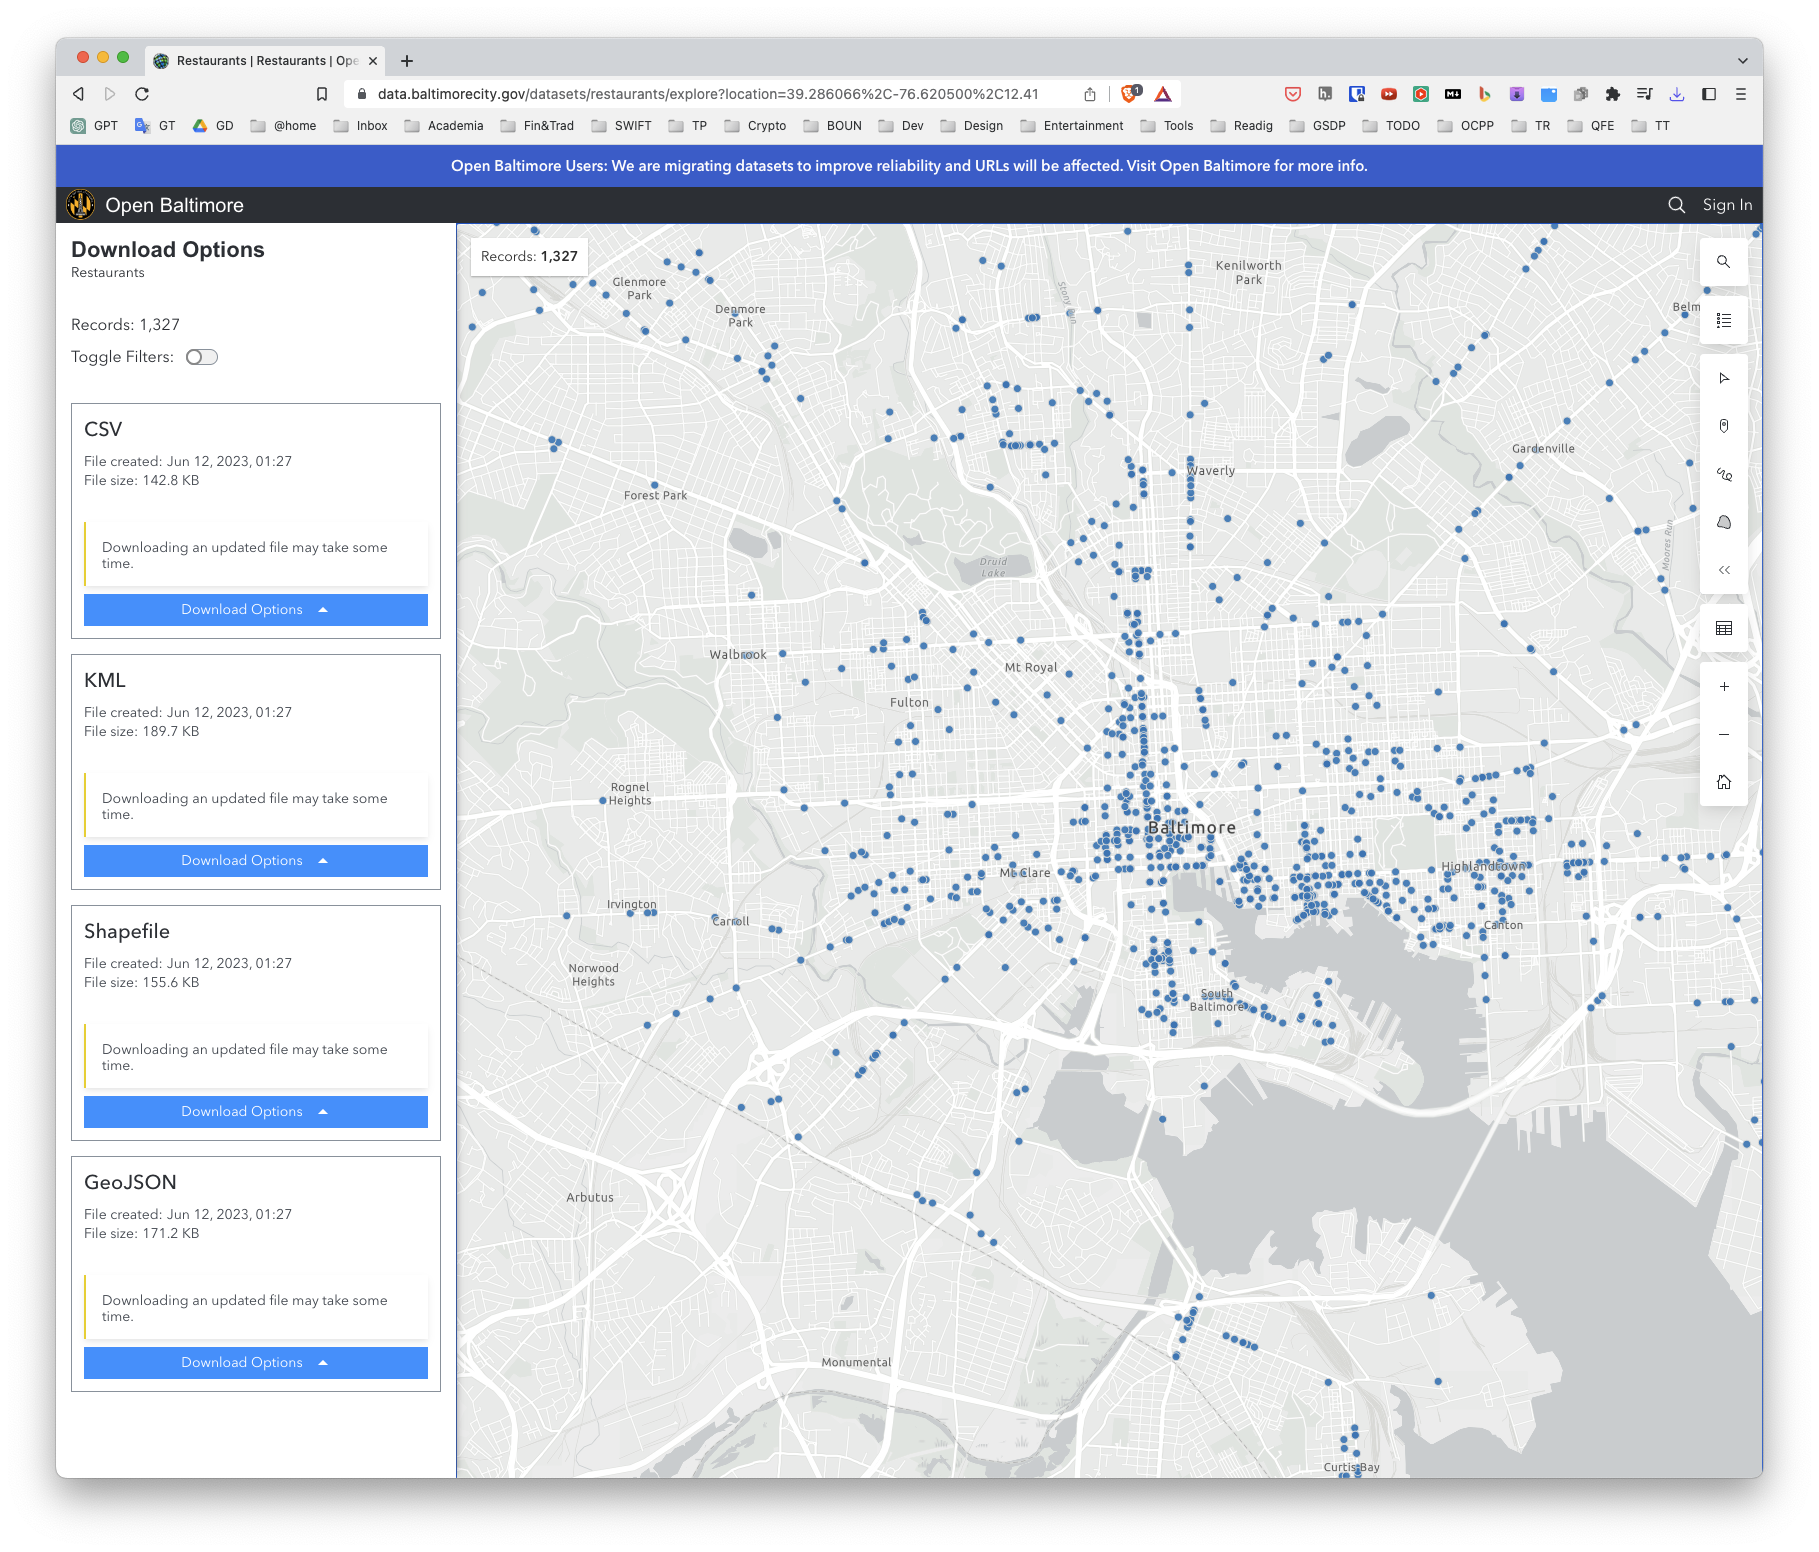 Restaurants | Restaurants | Ope
data.baltimorecity.gov/datasets/restaurants/explore?location=39.286066%2C-76.620500%2C12.41
1
GPT GT GD @home Inbox Academia Fin&Trad SWIFT TP Crypto BOUN Dev Design Entertainment Tools Readig GSDP TODO OCPP TR QFE TT
Open Baltimore Users: We are migrating datasets to improve reliability and URLs will be affected. Visit Open Baltimore for more info.
Open Baltimore
Sign In
Download Options
Restaurants
Records: 1,327
Toggle Filters:
CSV
File created: Jun 12, 2023, 01:27
File size: 142.8 KB
Downloading an updated file may take some
time.
Download Options
KML
File created: Jun 12, 2023, 01:27
File size: 189.7 KB
Downloading an updated file may take some
time.
Download Options
Shapefile
File created: Jun 12, 2023, 01:27
File size: 155.6 KB
Downloading an updated file may take some
time.
Download Options
GeoJSON
File created: Jun 12, 2023, 01:27
File size: 171.2 KB
Downloading an updated file may take some
time.
Download Options
Records: 1,327
Kenilworth
Park
Glenmore
Park
Denmore
Park
Stony Run
Belm
Gardenville
Waverly
Forest Park
Moores Run
Druid
Lake
Walbrook
Mt Royal
Fulton
Rognel
Heights
Baltimore
Highlandtown
Mt Clare
Irvington
Carroll
Canton
Norwood
Heights
South
Baltimore
Arbutus
Monumental
Curtis Bay